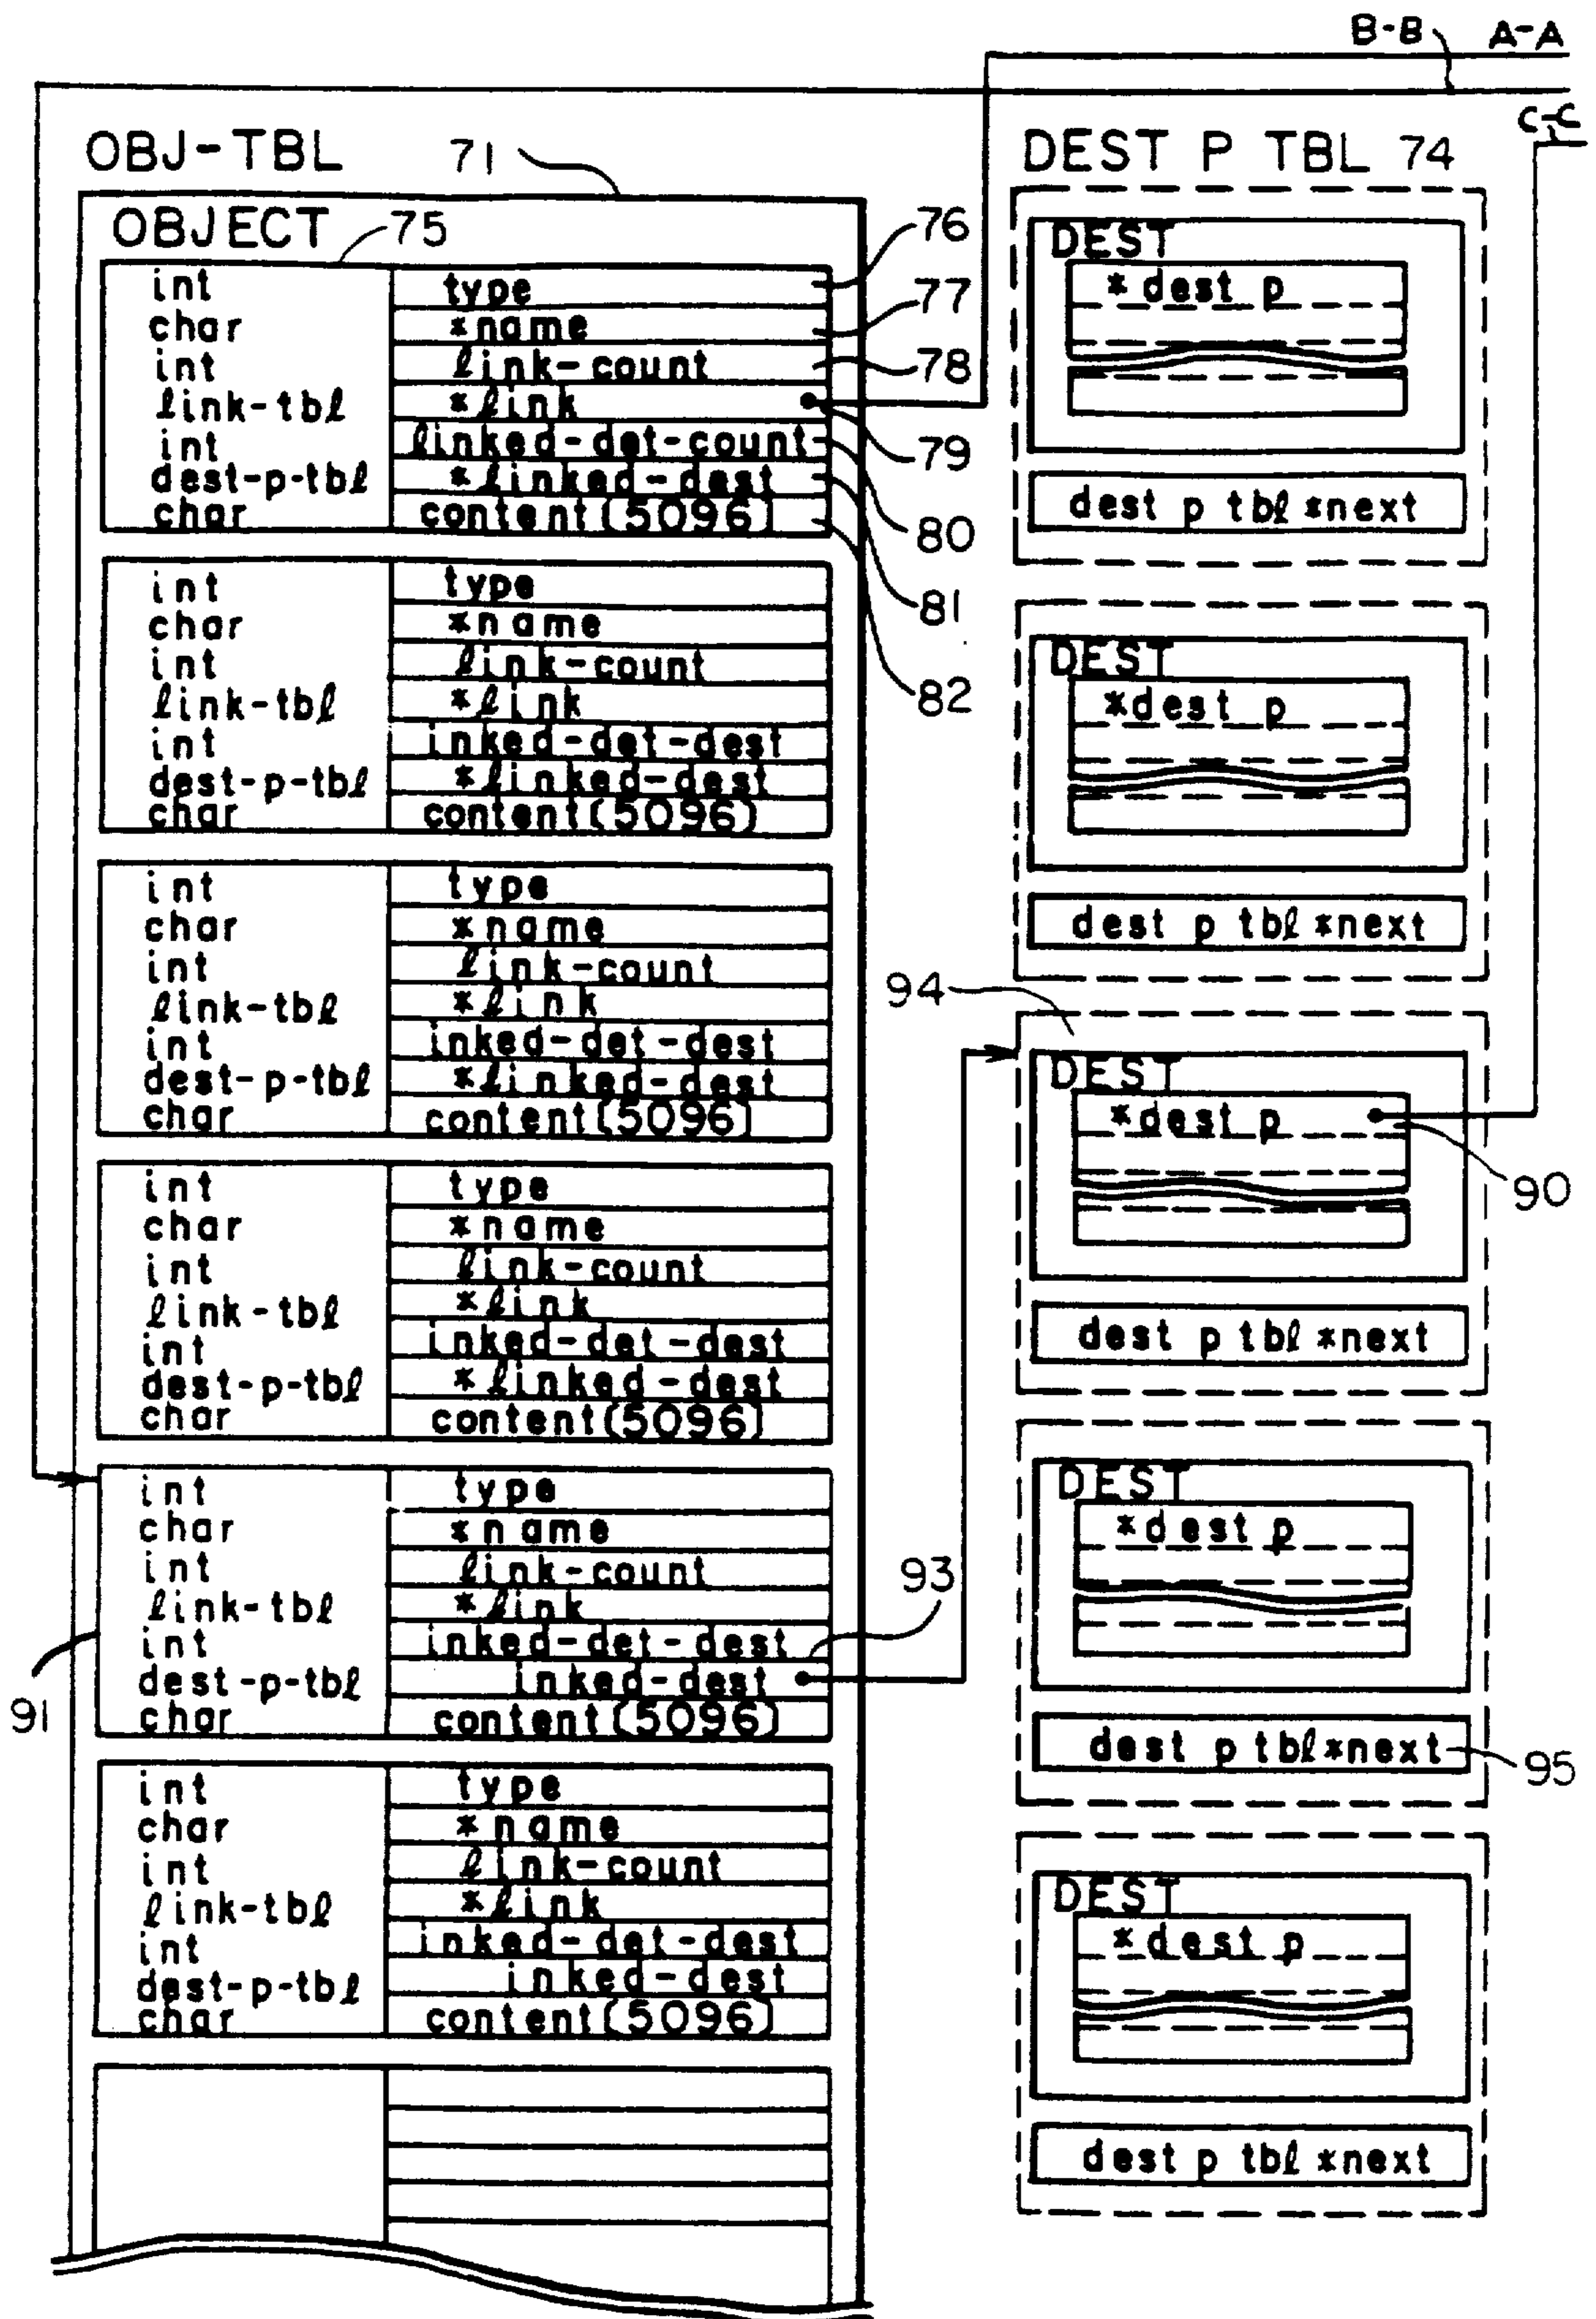 B-B A-A
C-C
OBJ-TBL 71
OBJECT 75
int type 76
char *name 77
int link-count 78
link-tbl *link 79
int linked-det-count 80
dest-p-tbl *linked-dest 81
char content(5096) 82
int type
char *name
int link-count
link-tbl *link
int inked-det-dest
dest-p-tbl *linked-dest
char content(5096)
int type
char *name
int link-count
link-tbl *link
int inked-det-dest
dest-p-tbl *linked-dest
char content(5096)
int type
char *name
int link-count
link-tbl *link
int inked-det-dest
dest-p-tbl *linked-dest
char content(5096)
91
int type
char *name
int link-count
link-tbl *link
int inked-det-dest 93
dest-p-tbl inked-dest
char content(5096)
int type
char *name
int link-count
link-tbl *link
int inked-det-dest
dest-p-tbl inked-dest
char content(5096)
DEST P TBL 74
DEST
*dest p
dest p tbl *next
DEST
*dest p
dest p tbl *next
94
DEST
*dest p
90
dest p tbl *next
DEST
*dest p
dest p tbl *next 95
DEST
*dest p
dest p tbl *next